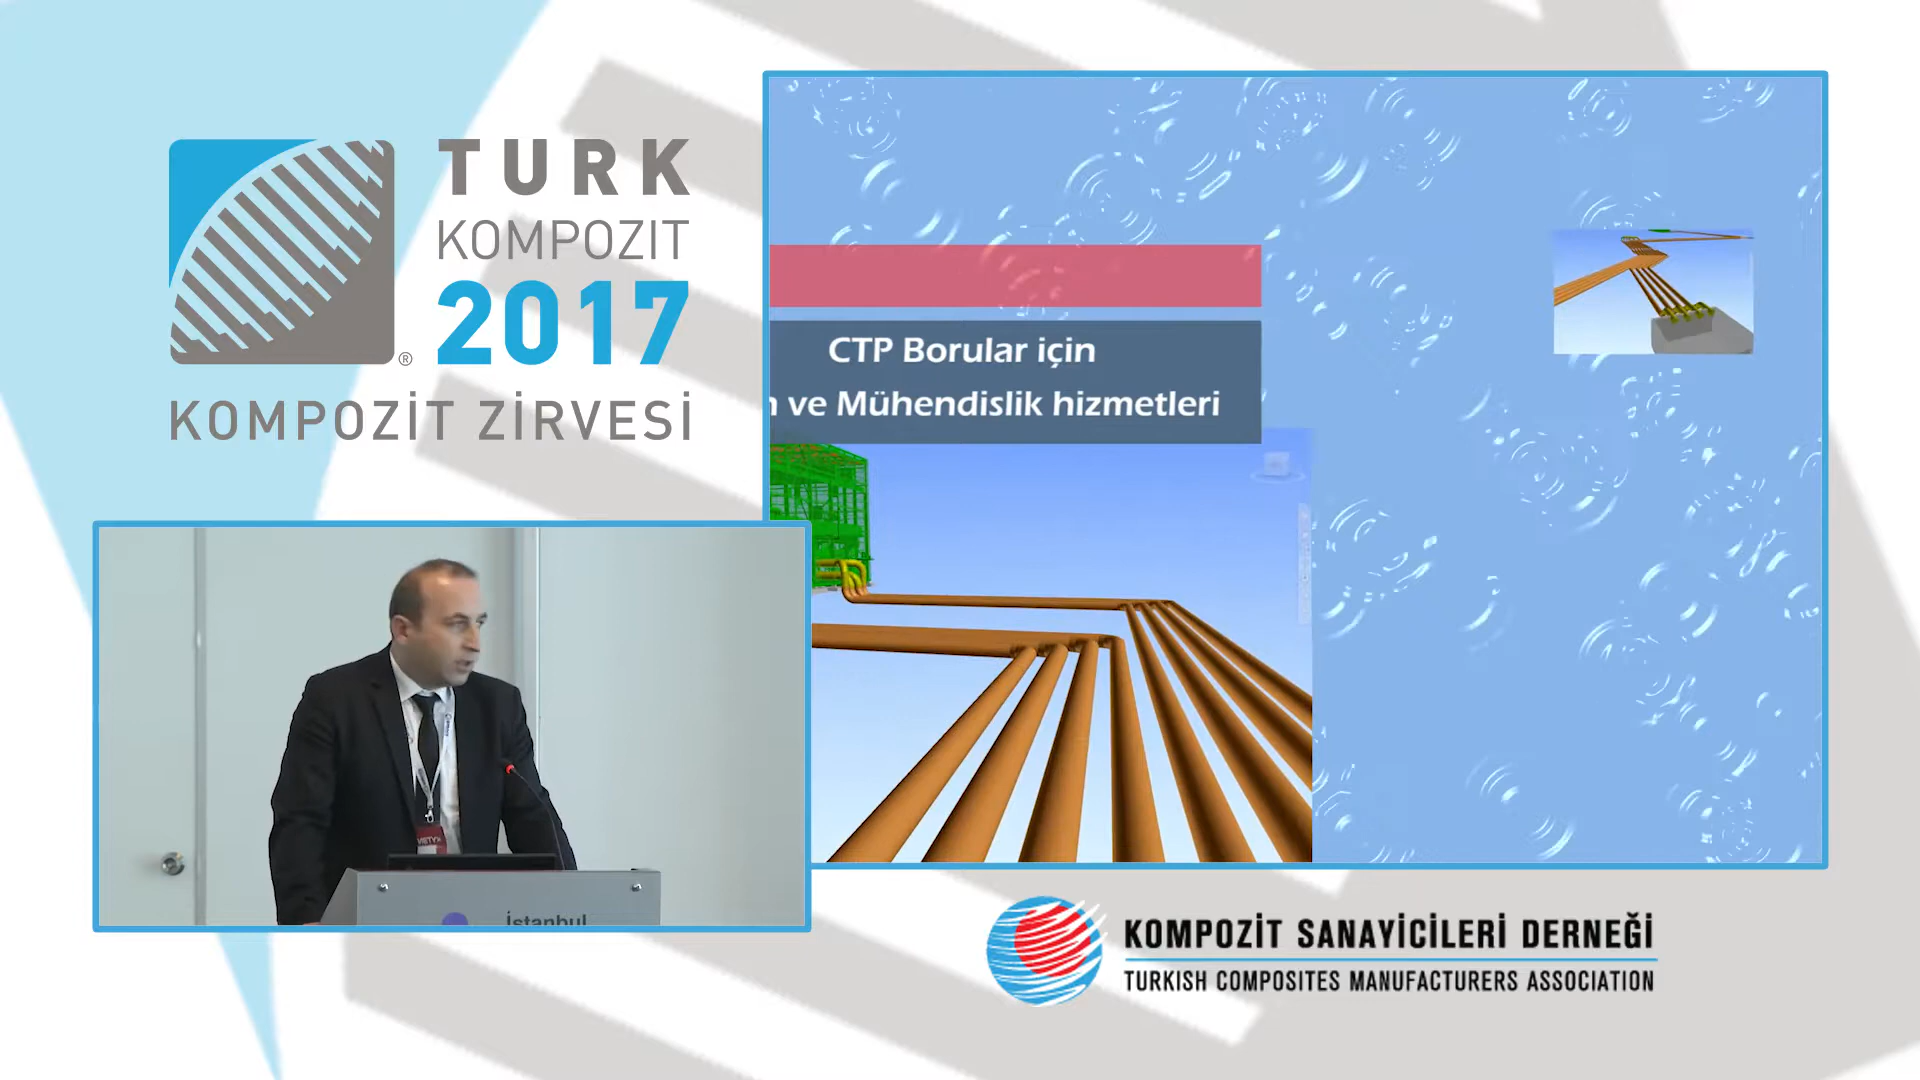 TURK
KOMPOZIT
2017
®
KOMPOZİT ZİRVESİ
CTP Borular için
ve Mühendislik hizmetleri
İstanbul
KOMPOZİT SANAYİCİLERİ DERNEĞİ
TURKISH COMPOSITES MANUFACTURERS ASSOCIATION